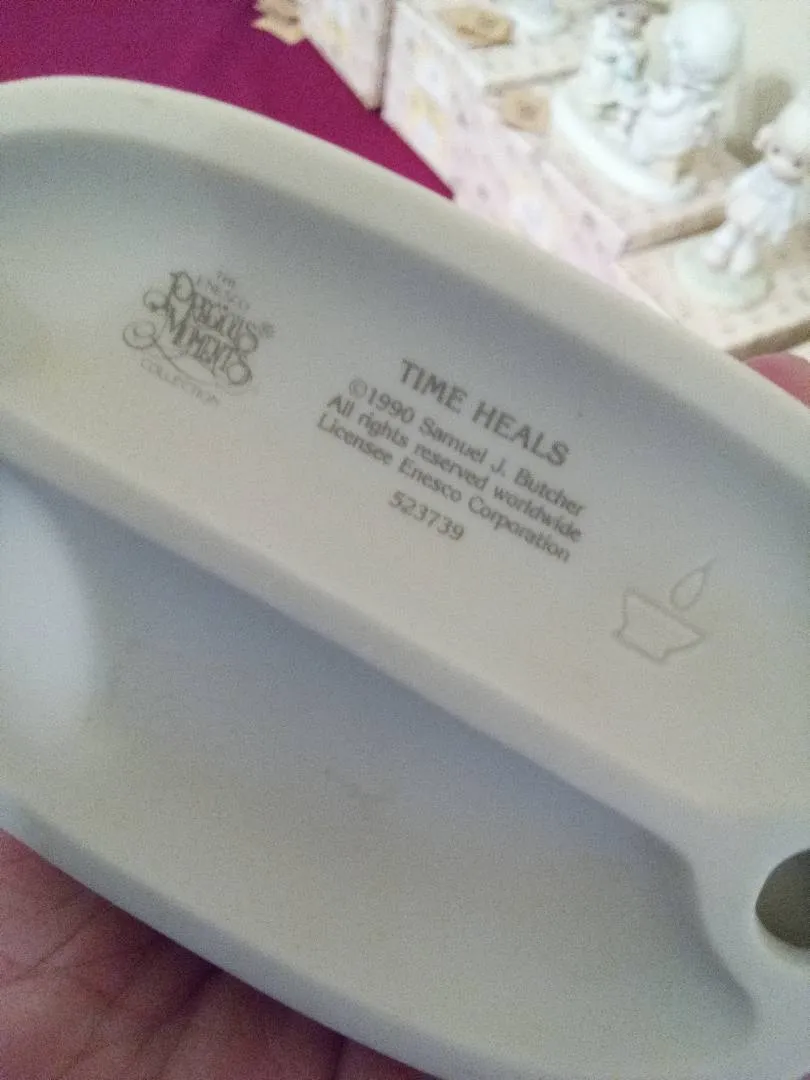 THE
ENESCO
PRECIOUS
MOMENTS®
COLLECTION
TIME HEALS
©1990 Samuel J. Butcher
All rights reserved worldwide
Licensee Enesco Corporation
523739